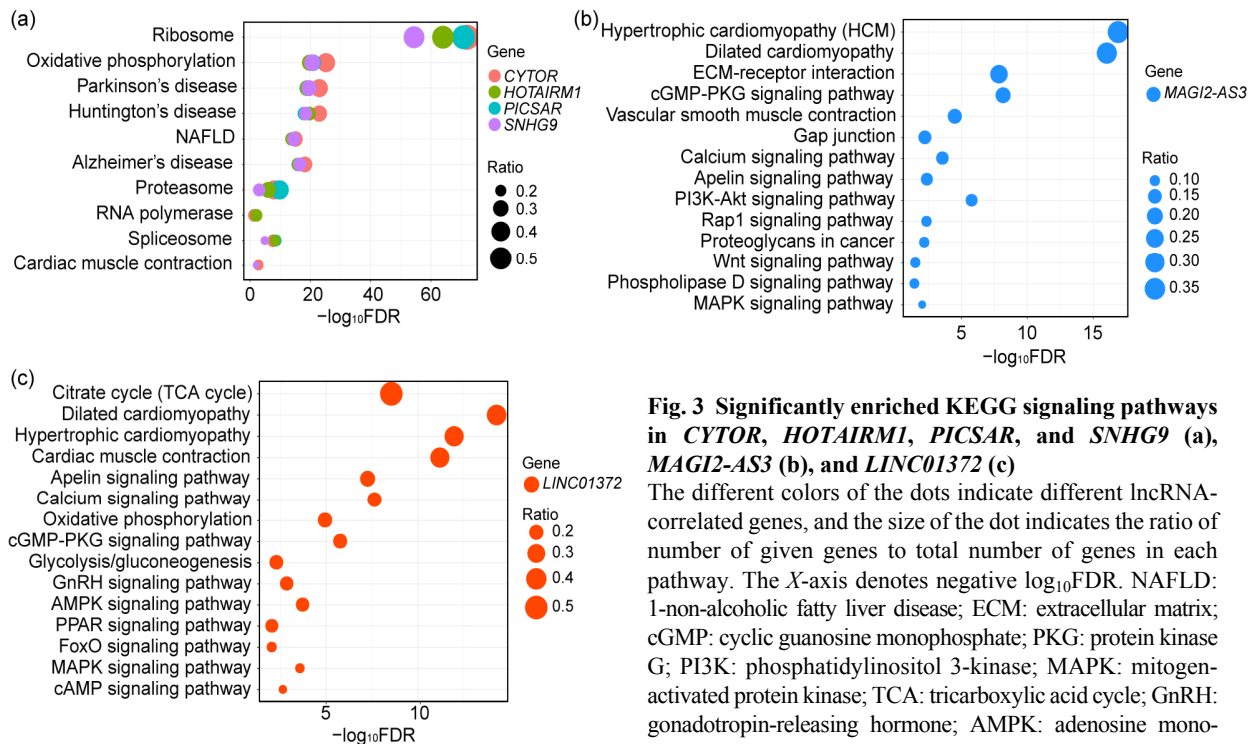 (a)
Ribosome
Oxidative phosphorylation
Parkinson's disease
Huntington's disease
NAFLD
Alzheimer's disease
Proteasome
RNA polymerase
Spliceosome
Cardiac muscle contraction
0 20 40 60
−log₁₀FDR
Gene
CYTOR
HOTAIRM1
PICSAR
SNHG9
Ratio
0.2
0.3
0.4
0.5
(b)
Hypertrophic cardiomyopathy (HCM)
Dilated cardiomyopathy
ECM-receptor interaction
cGMP-PKG signaling pathway
Vascular smooth muscle contraction
Gap junction
Calcium signaling pathway
Apelin signaling pathway
PI3K-Akt signaling pathway
Rap1 signaling pathway
Proteoglycans in cancer
Wnt signaling pathway
Phospholipase D signaling pathway
MAPK signaling pathway
5 10 15
−log₁₀FDR
Gene
MAGI2-AS3
Ratio
0.10
0.15
0.20
0.25
0.30
0.35
(c)
Citrate cycle (TCA cycle)
Dilated cardiomyopathy
Hypertrophic cardiomyopathy
Cardiac muscle contraction
Apelin signaling pathway
Calcium signaling pathway
Oxidative phosphorylation
cGMP-PKG signaling pathway
Glycolysis/gluconeogenesis
GnRH signaling pathway
AMPK signaling pathway
PPAR signaling pathway
FoxO signaling pathway
MAPK signaling pathway
cAMP signaling pathway
5 10
−log₁₀FDR
Gene
LINC01372
Ratio
0.2
0.3
0.4
0.5
Fig. 3 Significantly enriched KEGG signaling pathways
in CYTOR, HOTAIRM1, PICSAR, and SNHG9 (a),
MAGI2-AS3 (b), and LINC01372 (c)
The different colors of the dots indicate different lncRNA-
correlated genes, and the size of the dot indicates the ratio of
number of given genes to total number of genes in each
pathway. The X-axis denotes negative log₁₀FDR. NAFLD:
1-non-alcoholic fatty liver disease; ECM: extracellular matrix;
cGMP: cyclic guanosine monophosphate; PKG: protein kinase
G; PI3K: phosphatidylinositol 3-kinase; MAPK: mitogen-
activated protein kinase; TCA: tricarboxylic acid cycle; GnRH:
gonadotropin-releasing hormone; AMPK: adenosine mono-